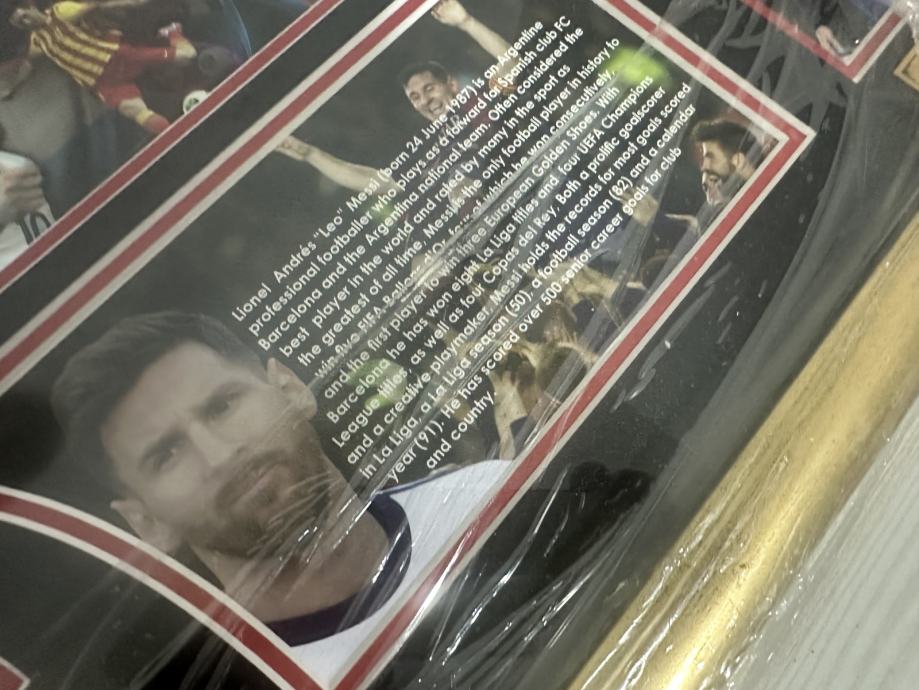 Lionel Andrés "Leo" Messi (born 24 June 1987) is an Argentine
professional footballer who plays as a forward for Spanish club FC
Barcelona and the Argentina national team. Often considered the
best player in the world and ranked by many in the sport as
the greatest of all time, Messi is the only football player in history to
win five FIFA Ballons d'Or, four of which he won consecutively,
and the first player to win three European Golden Shoes. With
Barcelona he has won eight La Liga titles and four UEFA Champions
League titles, as well as four Copas del Rey. Both a prolific goalscorer
and a creative playmaker, Messi holds the records for most goals scored
in La Liga, a La Liga season (50), a football season (82) and a calendar
year (91). He has scored over 500 senior career goals for club
and country.
10